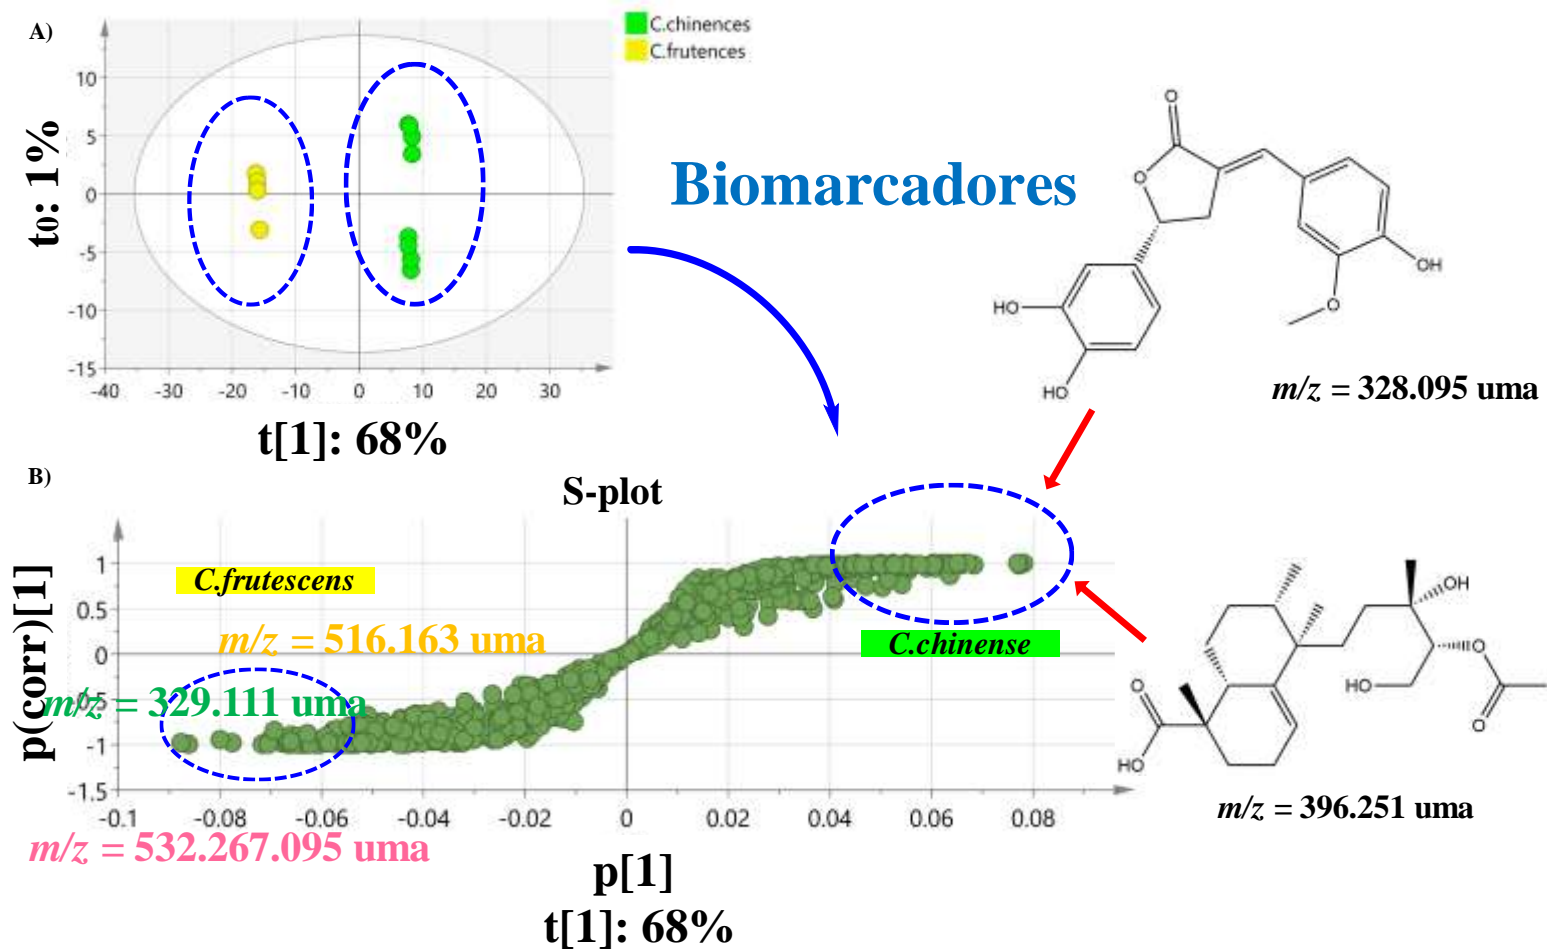 A)
C.chinences
C.frutences
10
5
0
-5
-10
-15
-40
-30
-20
-10
0
10
20
30
t0: 1%
t[1]: 68%
Biomarcadores
O
O
OH
O
HO
HO
m/z = 328.095 uma
B)
S-plot
C.frutescens
m/z = 516.163 uma
C.chinense
m/z = 329.111 uma
1
0.5
0
-0.5
-1
-1.5
-0.1
-0.08
-0.06
-0.04
-0.02
0
0.02
0.04
0.06
0.08
p(corr)[1]
m/z = 532.267.095 uma
p[1]
t[1]: 68%
OH
O
HO
O
O
HO
m/z = 396.251 uma